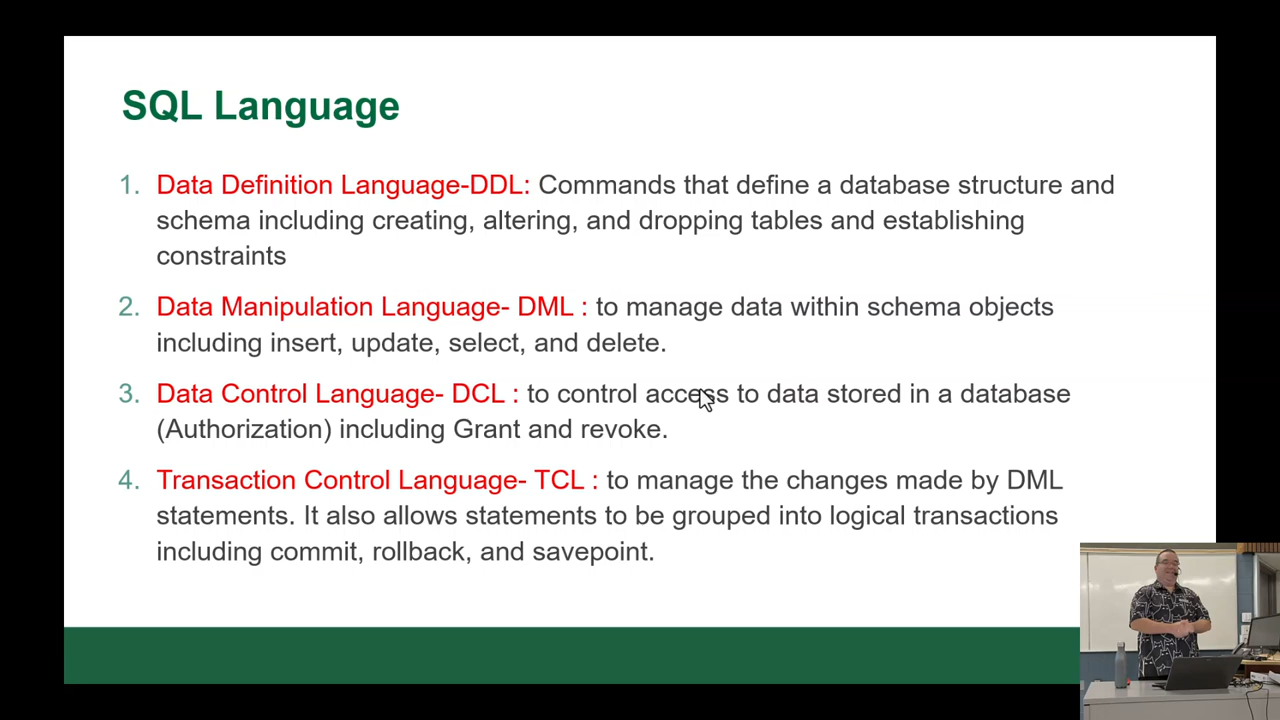 SQL Language
1. Data Definition Language-DDL: Commands that define a database structure and
schema including creating, altering, and dropping tables and establishing
constraints
2. Data Manipulation Language- DML : to manage data within schema objects
including insert, update, select, and delete.
3. Data Control Language- DCL : to control access to data stored in a database
(Authorization) including Grant and revoke.
4. Transaction Control Language- TCL : to manage the changes made by DML
statements. It also allows statements to be grouped into logical transactions
including commit, rollback, and savepoint.